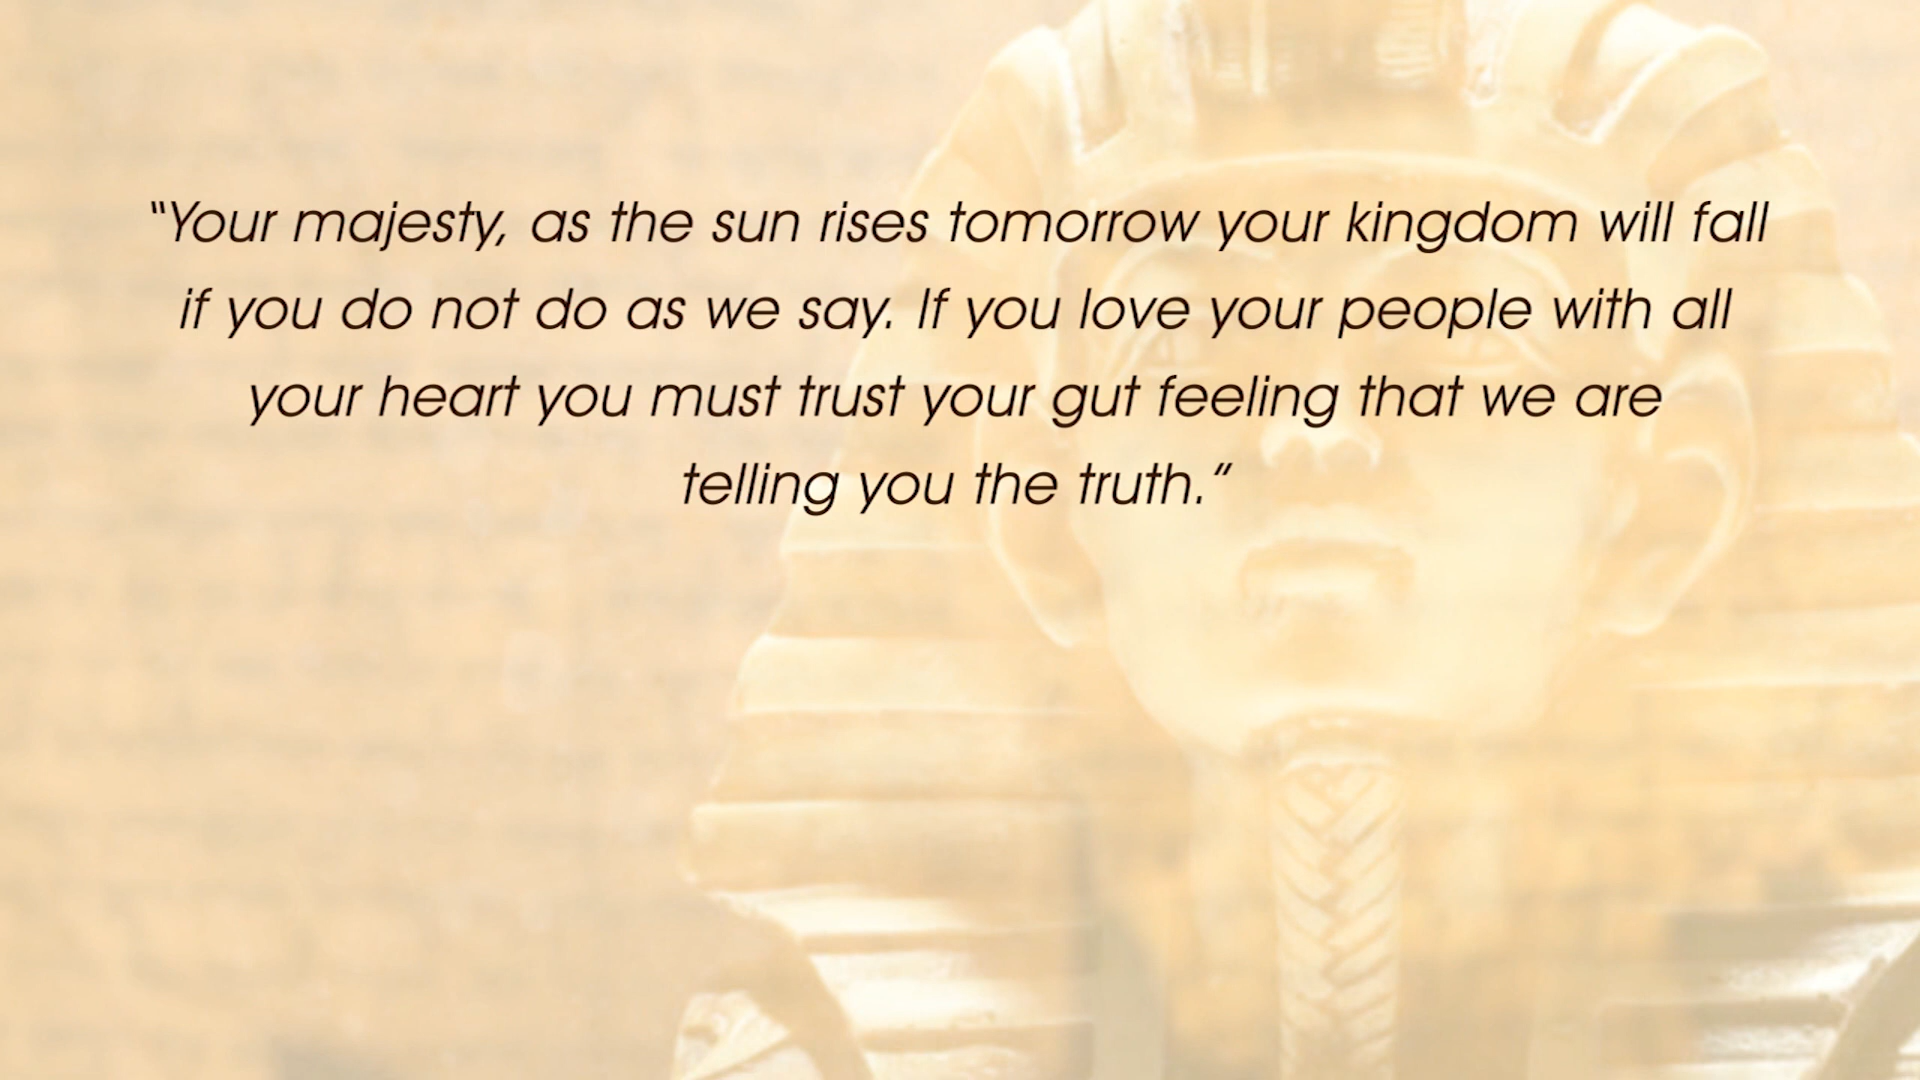 “Your majesty, as the sun rises tomorrow your kingdom will fall
if you do not do as we say. If you love your people with all
your heart you must trust your gut feeling that we are
telling you the truth.”